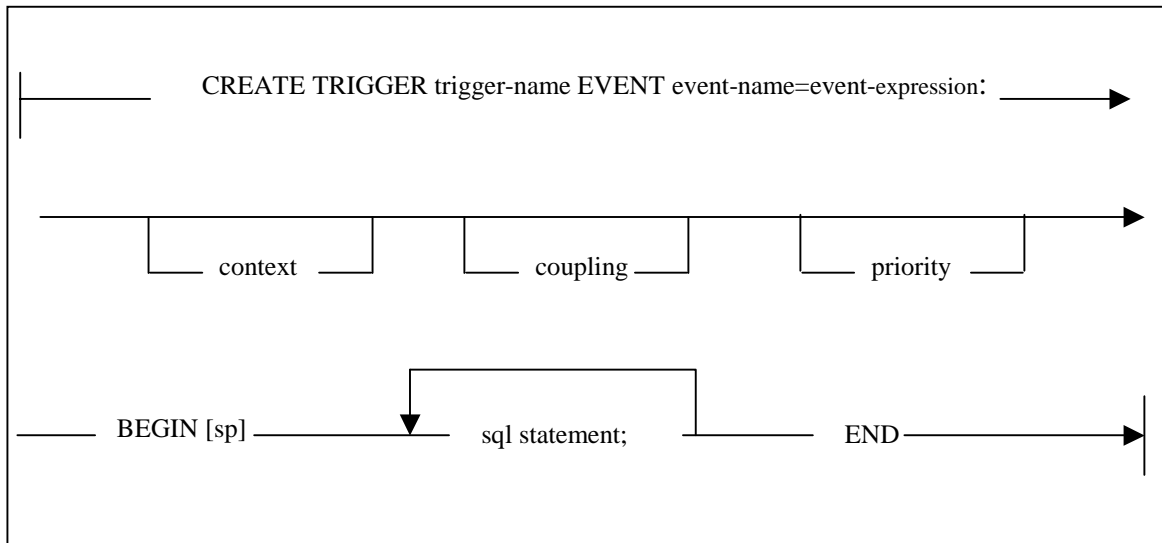 CREATE TRIGGER trigger-name EVENT event-name=event-expression:
context coupling priority
BEGIN [sp] sql statement; END